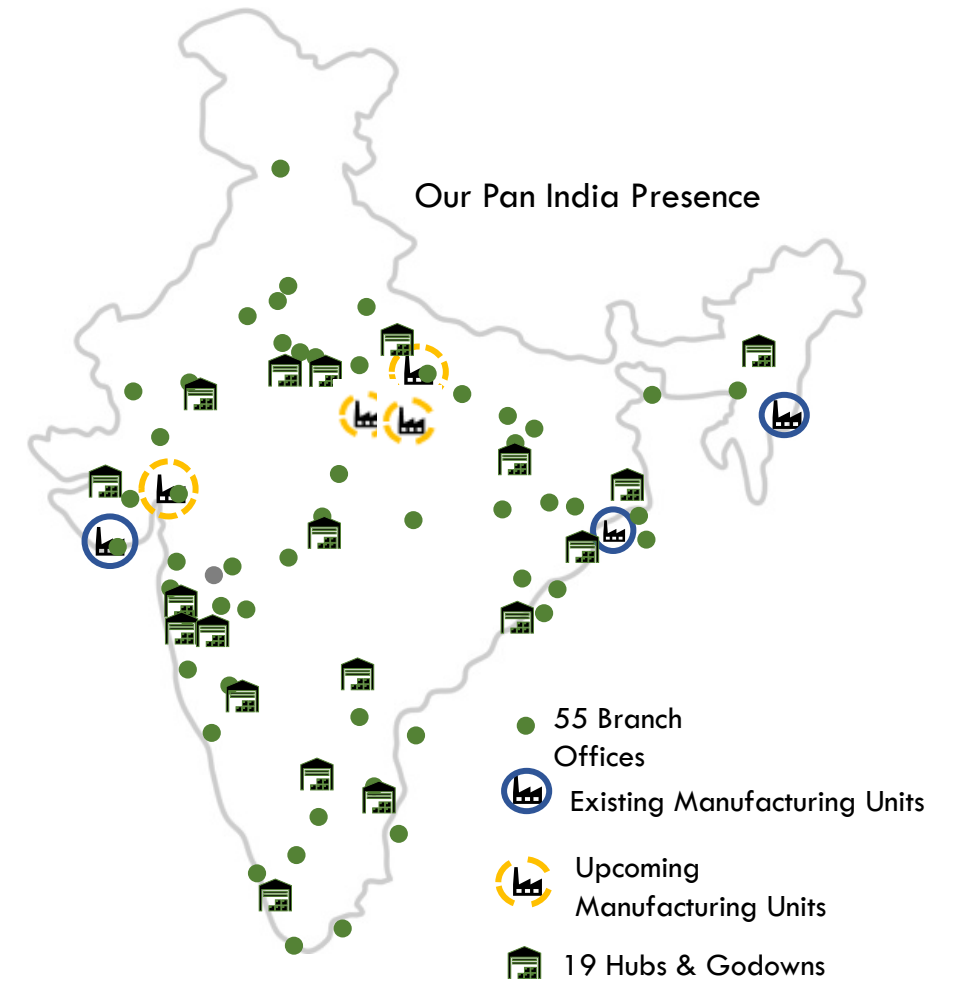 Our Pan India Presence
55 Branch
Offices
Existing Manufacturing Units
Upcoming
Manufacturing Units
19 Hubs & Godowns